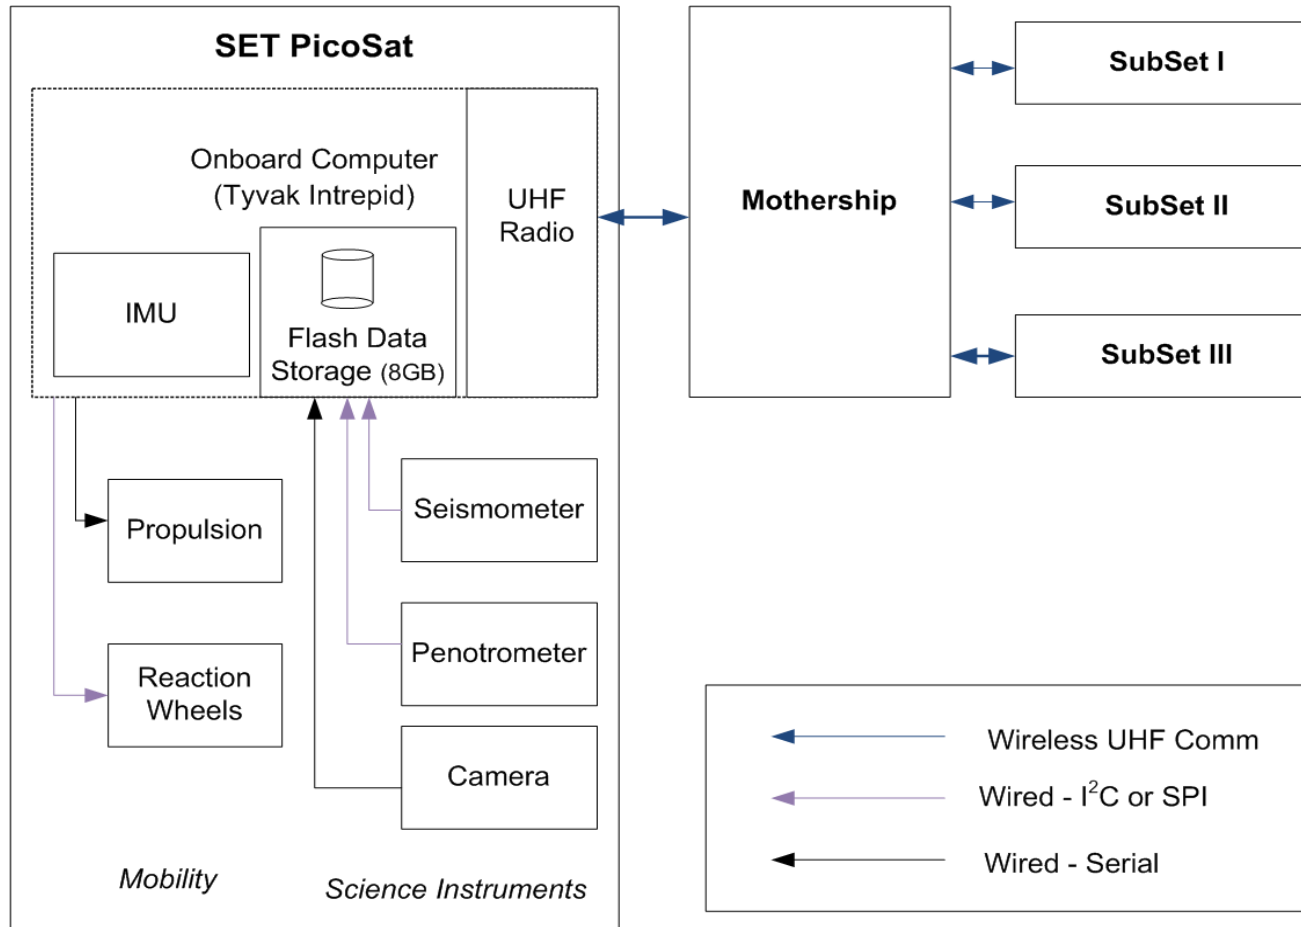 SET PicoSat
Onboard Computer
(Tyvak Intrepid)
UHF
Radio
IMU
Flash Data
Storage (8GB)
Propulsion
Reaction
Wheels
Seismometer
Penotrometer
Camera
Mobility
Science Instruments
Mothership
SubSet I
SubSet II
SubSet III
Wireless UHF Comm
Wired - I²C or SPI
Wired - Serial